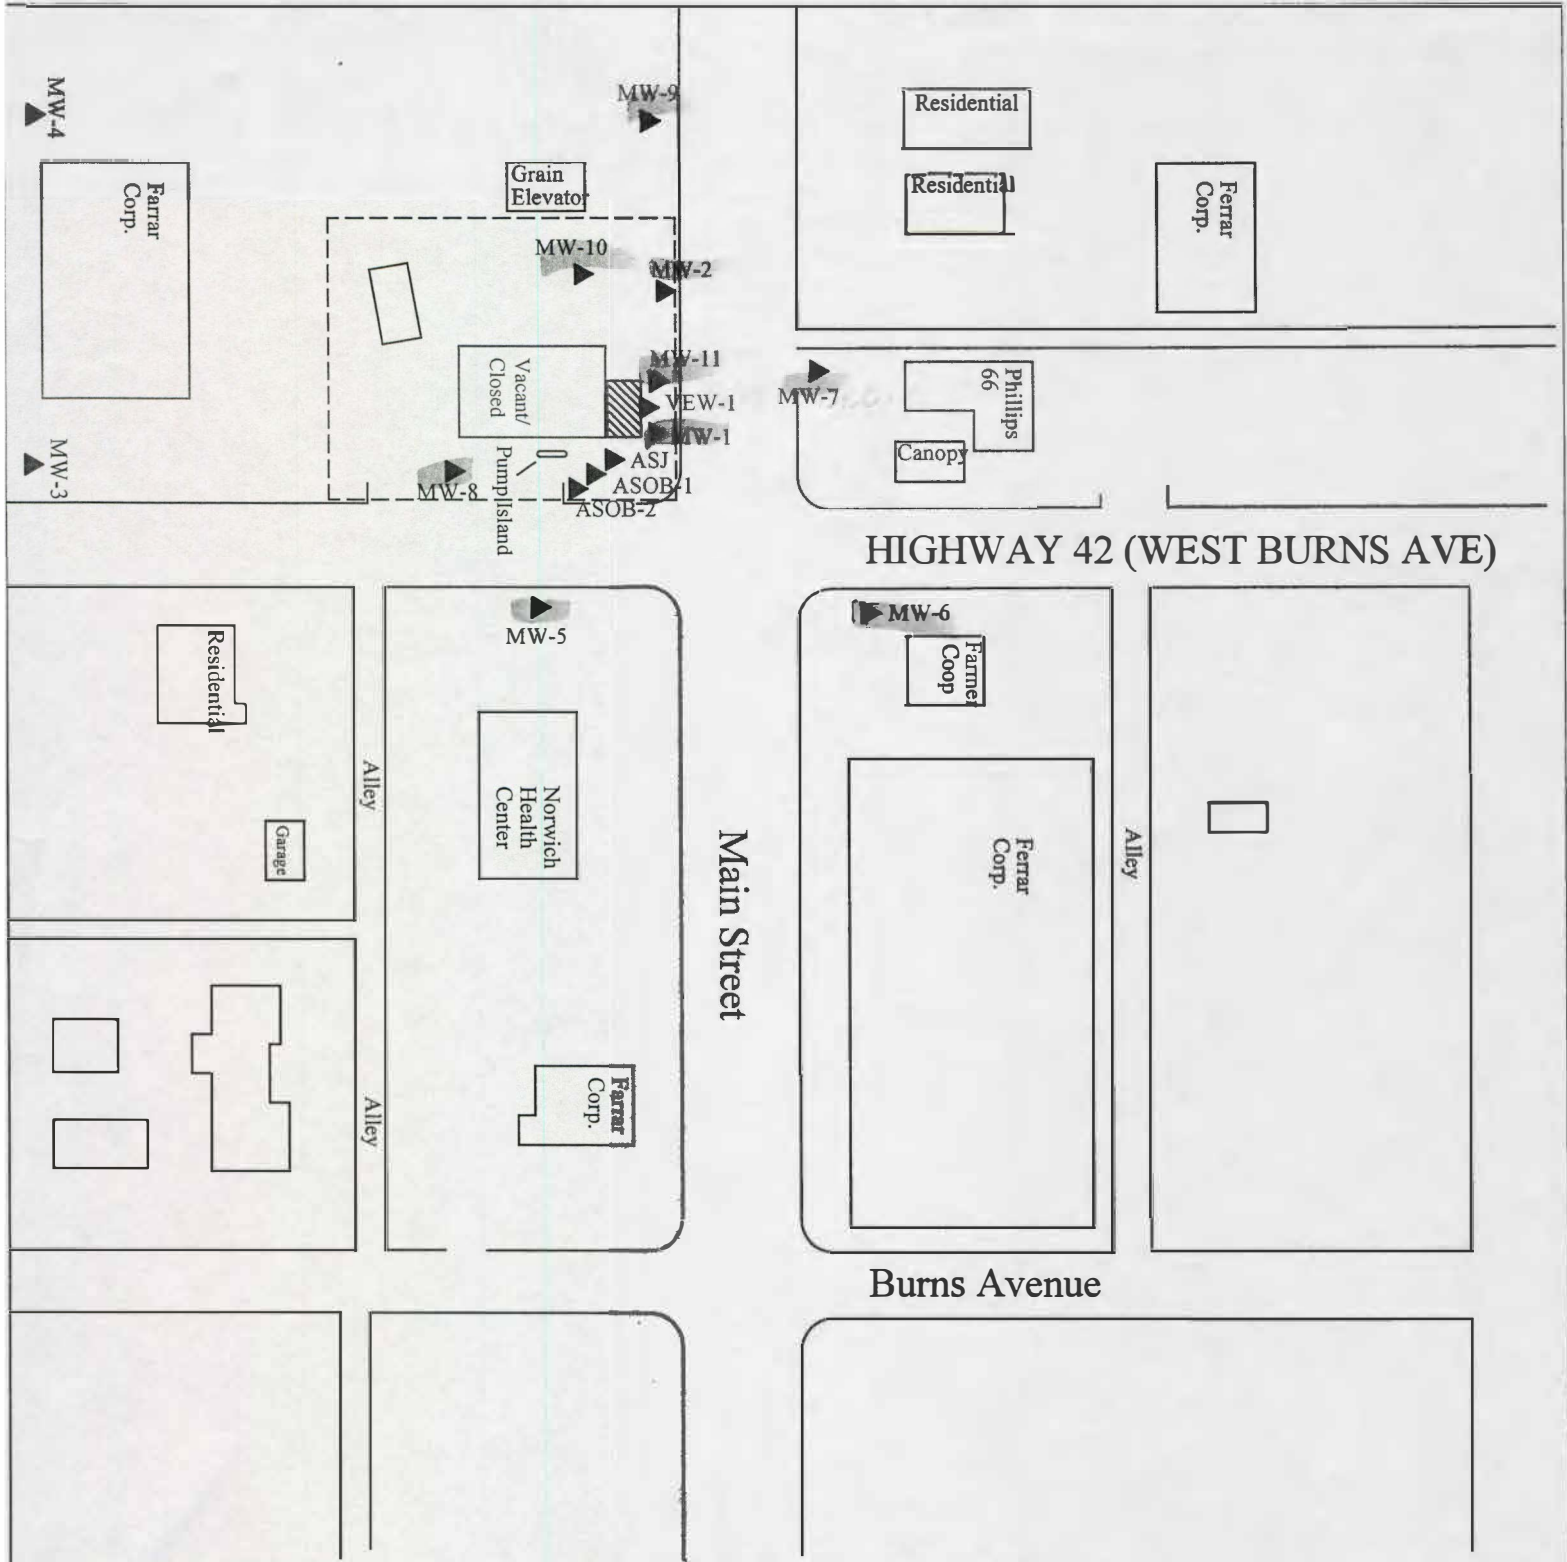 MW-4
MW-9
Residential
Farrar
Corp.
Grain
Elevator
Residential
Ferrar
Corp.
MW-10
MW-2
Vacant/
Closed
MW-11
VEW-1
MW-1
MW-7
Phillips
66
Canopy
MW-3
MW-8
Pump Island
ASJ
ASOB-1
ASOB-2
HIGHWAY 42 (WEST BURNS AVE)
MW-5
MW-6
Residential
Farmer
Coop
Alley
Norwich
Health
Center
Garage
Main Street
Ferrar
Corp.
Alley
Alley
Farrar
Corp.
Burns Avenue